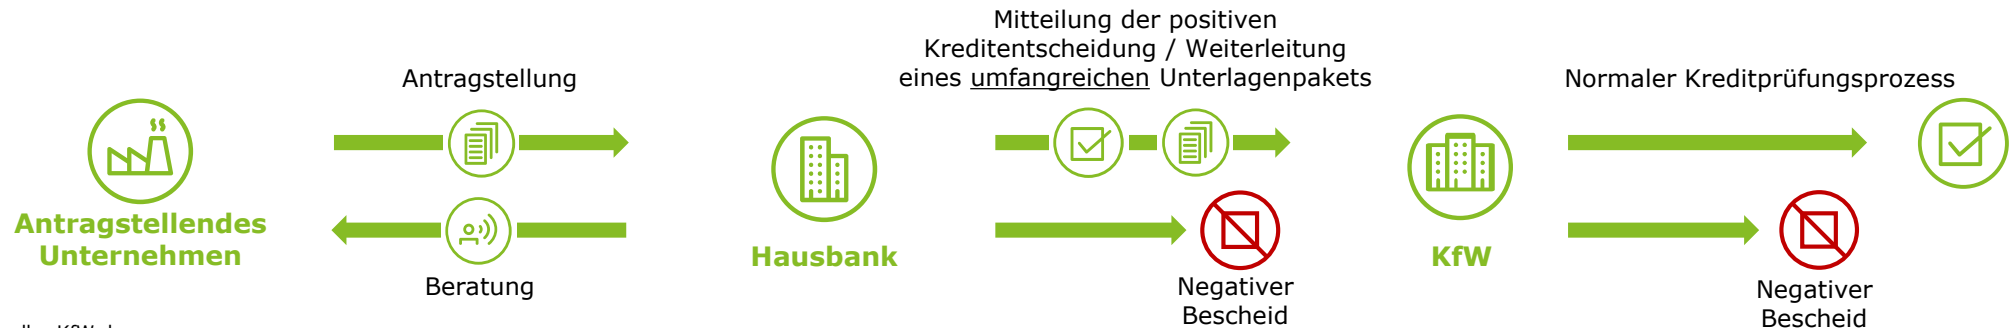 Mitteilung der positiven
Kreditentscheidung / Weiterleitung
eines umfangreichen Unterlagenpakets
Antragstellung
Normaler Kreditprüfungsprozess
Antragstellendes
Unternehmen
Hausbank
KfW
Beratung
Negativer
Bescheid
Negativer
Bescheid